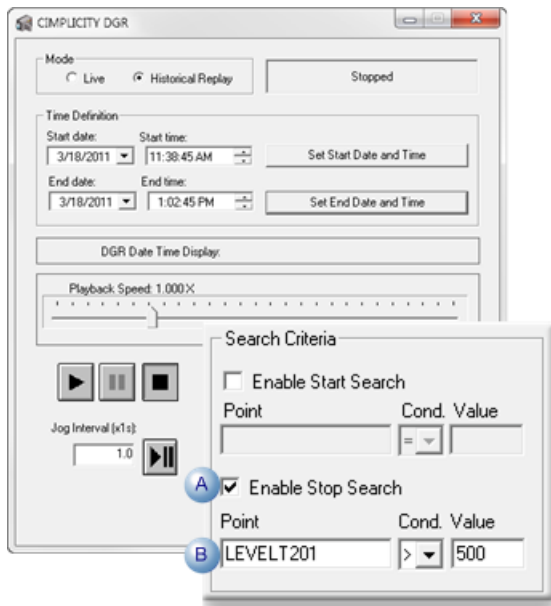 CIMPLICITY DGR
Mode
Live Historical Replay
Stopped
Time Definition
Start date: Start time:
3/18/2011 11:38:45 AM Set Start Date and Time
End date: End time:
3/18/2011 1:02:45 PM Set End Date and Time
DGR Date Time Display:
Playback Speed: 1.000 X
Jog Interval (x1s):
1.0
Search Criteria
Enable Start Search
Point Cond. Value
=
A Enable Stop Search
Point Cond. Value
B LEVELT201 > 500